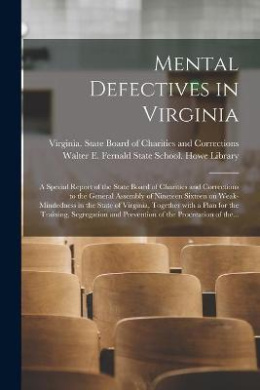 Mental
Defectives in
Virginia
Virginia. State Board of Charities and Corrections
Walter E. Fernald State School. Howe Library
A Special Report of the State Board of Charities and Corrections
to the General Assembly of Nineteen Sixteen on Weak-
Mindedness in the State of Virginia, Together with a Plan for the
Training, Segregation and Prevention of the Procreation of the...